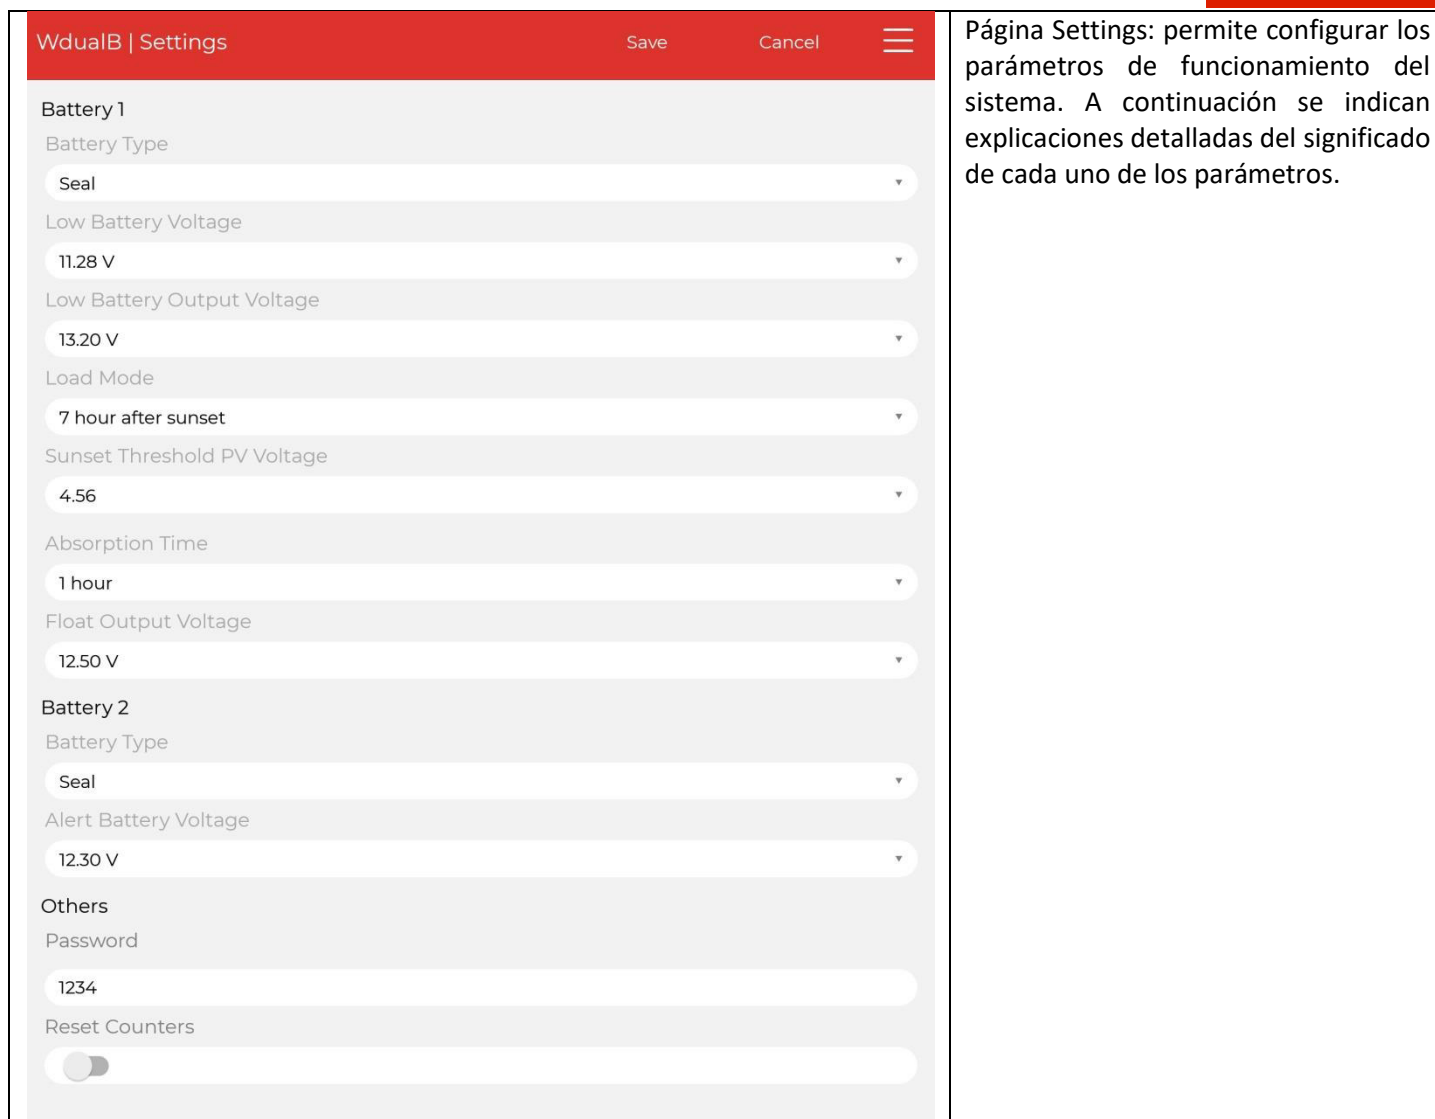 WdualB | Settings
Save
Cancel
Battery 1
Battery Type
Seal
Low Battery Voltage
11.28 V
Low Battery Output Voltage
13.20 V
Load Mode
7 hour after sunset
Sunset Threshold PV Voltage
4.56
Absorption Time
1 hour
Float Output Voltage
12.50 V
Battery 2
Battery Type
Seal
Alert Battery Voltage
12.30 V
Others
Password
1234
Reset Counters
Página Settings: permite configurar los
parámetros de funcionamiento del
sistema. A continuación se indican
explicaciones detalladas del significado
de cada uno de los parámetros.